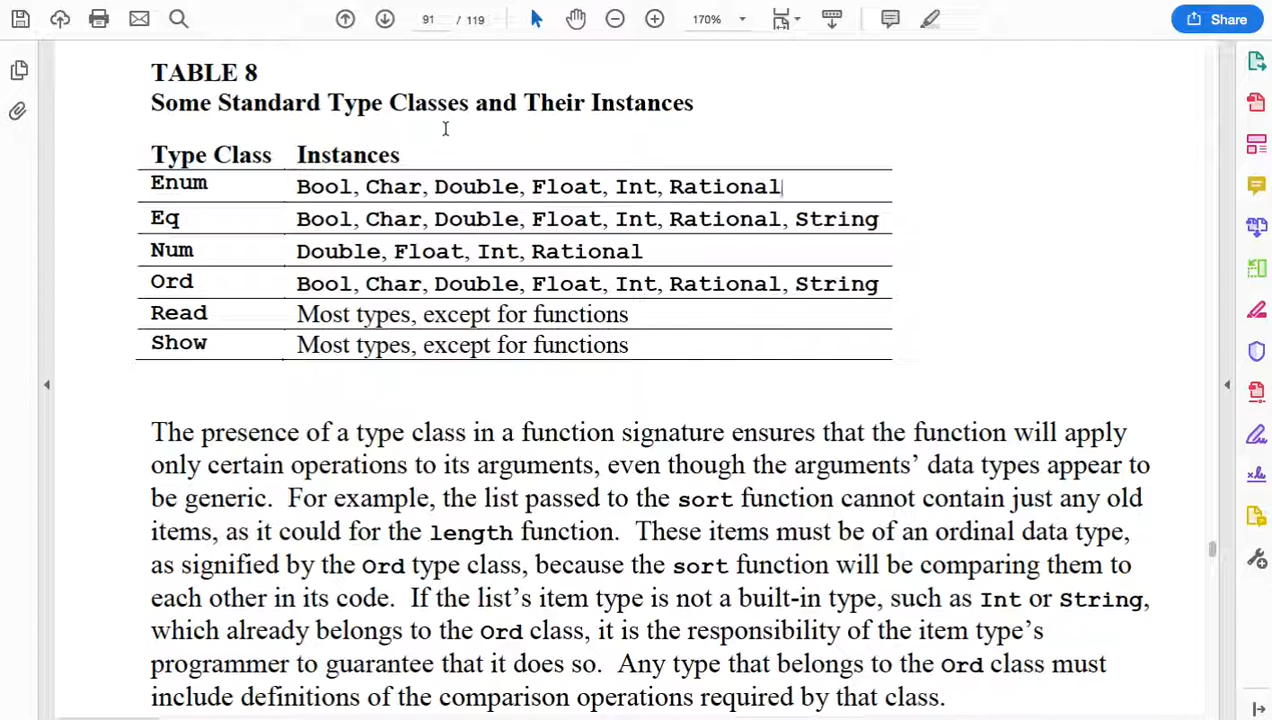 91 / 119 170% Share
TABLE 8
Some Standard Type Classes and Their Instances
Type Class Instances
Enum Bool, Char, Double, Float, Int, Rational
Eq Bool, Char, Double, Float, Int, Rational, String
Num Double, Float, Int, Rational
Ord Bool, Char, Double, Float, Int, Rational, String
Read Most types, except for functions
Show Most types, except for functions
The presence of a type class in a function signature ensures that the function will apply
only certain operations to its arguments, even though the arguments’ data types appear to
be generic. For example, the list passed to the sort function cannot contain just any old
items, as it could for the length function. These items must be of an ordinal data type,
as signified by the Ord type class, because the sort function will be comparing them to
each other in its code. If the list’s item type is not a built-in type, such as Int or String,
which already belongs to the Ord class, it is the responsibility of the item type’s
programmer to guarantee that it does so. Any type that belongs to the Ord class must
include definitions of the comparison operations required by that class.